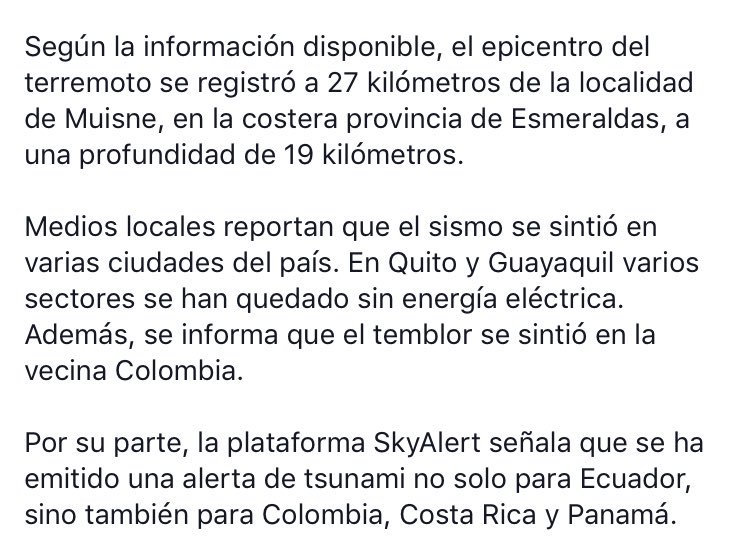 Según la información disponible, el epicentro del
terremoto se registró a 27 kilómetros de la localidad
de Muisne, en la costera provincia de Esmeraldas, a
una profundidad de 19 kilómetros.
Medios locales reportan que el sismo se sintió en
varias ciudades del país. En Quito y Guayaquil varios
sectores se han quedado sin energía eléctrica.
Además, se informa que el temblor se sintió en la
vecina Colombia.
Por su parte, la plataforma SkyAlert señala que se ha
emitido una alerta de tsunami no solo para Ecuador,
sino también para Colombia, Costa Rica y Panamá.